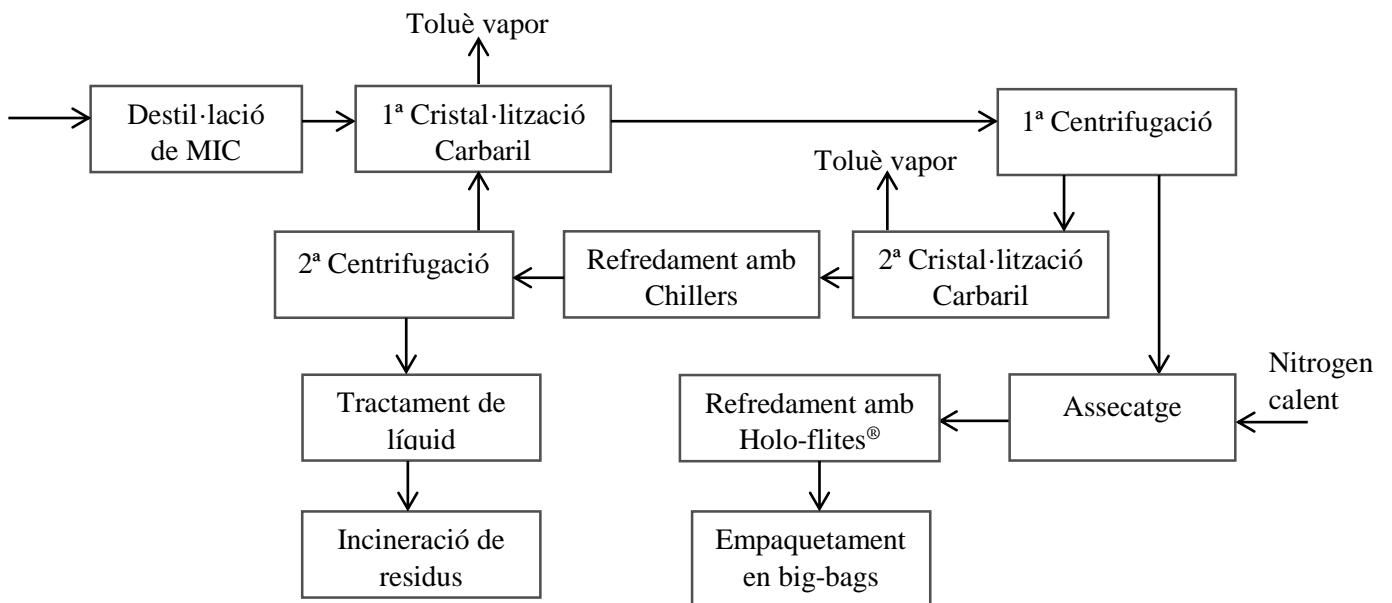 Toluè vapor
Destil·lació
de MIC
1ª Cristal·lització
Carbaril
1ª Centrifugació
Toluè vapor
2ª Centrifugació
Refredament amb
Chillers
2ª Cristal·lització
Carbaril
Nitrogen
calent
Tractament de
líquid
Refredament amb
Holo-flites®
Assecatge
Incineració de
residus
Empaquetament
en big-bags